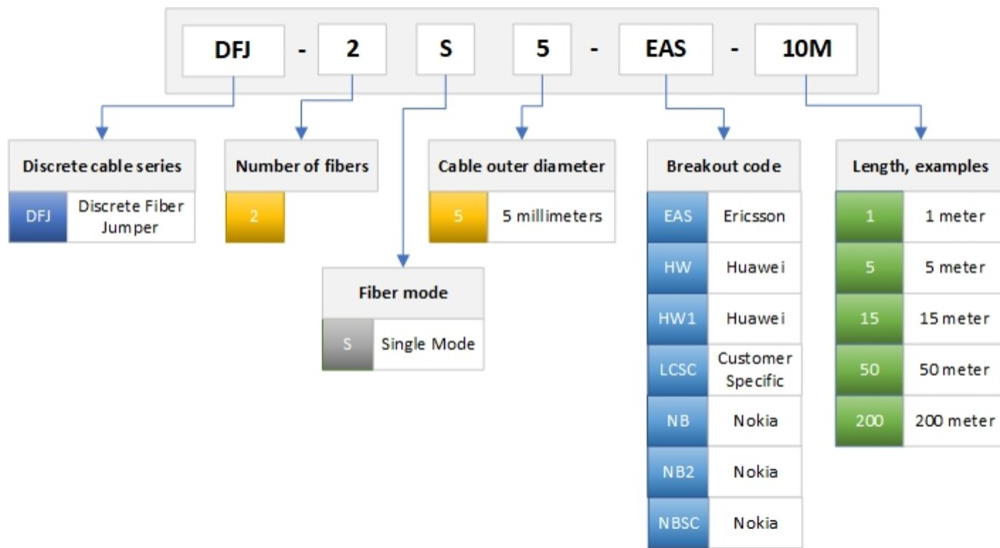 DFJ - 2 S 5 - EAS - 10M
Discrete cable series
DFJ Discrete Fiber
Jumper
Number of fibers
2
Fiber mode
S Single Mode
Cable outer diameter
5 5 millimeters
Breakout code
EAS Ericsson
HW Huawei
HW1 Huawei
LCSC Customer
Specific
NB Nokia
NB2 Nokia
NBSC Nokia
Length, examples
1 1 meter
5 5 meter
15 15 meter
50 50 meter
200 200 meter